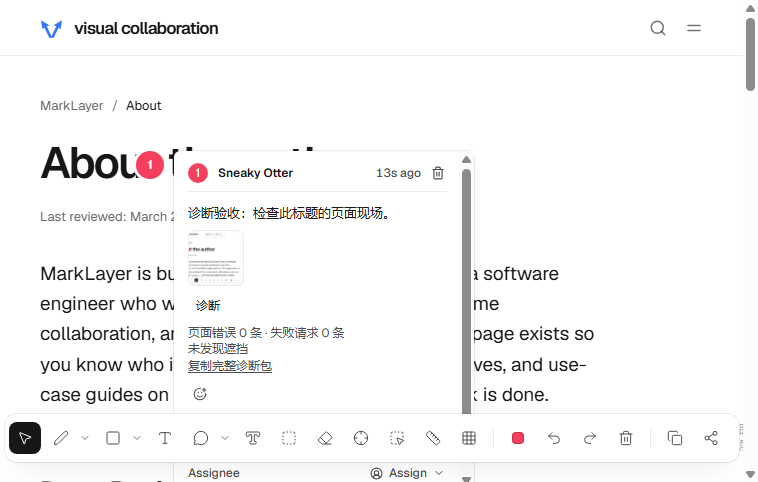 visual collaboration
MarkLayer / About
Abou
1
Last reviewed: March 2
1 Sneaky Otter 13s ago
诊断验收：检查此标题的页面现场。
诊断
页面错误 0 条 · 失败请求 0 条
未发现遮挡
复制完整诊断包
MarkLayer is bu a software
engineer who w me
collaboration, a page exists so
you know who i ves, and use-
case guides on k is done.
Assignee Assign